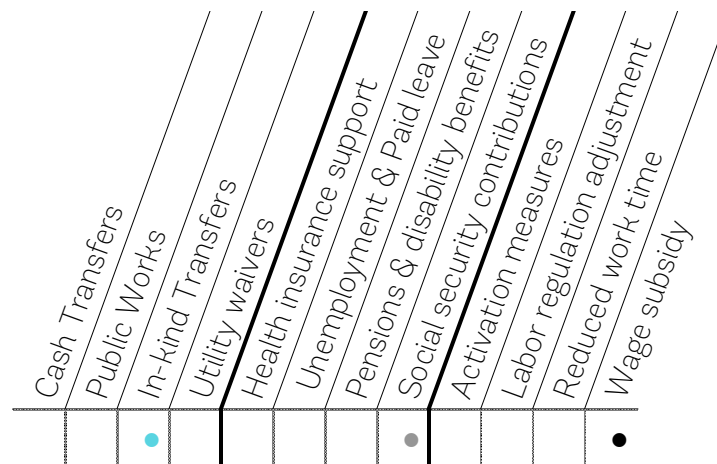 Cash Transfers
Public Works
In-kind Transfers
Utility waivers
Health insurance support
Unemployment & Paid leave
Pensions & disability benefits
Social security contributions
Activation measures
Labor regulation adjustment
Reduced work time
Wage subsidy